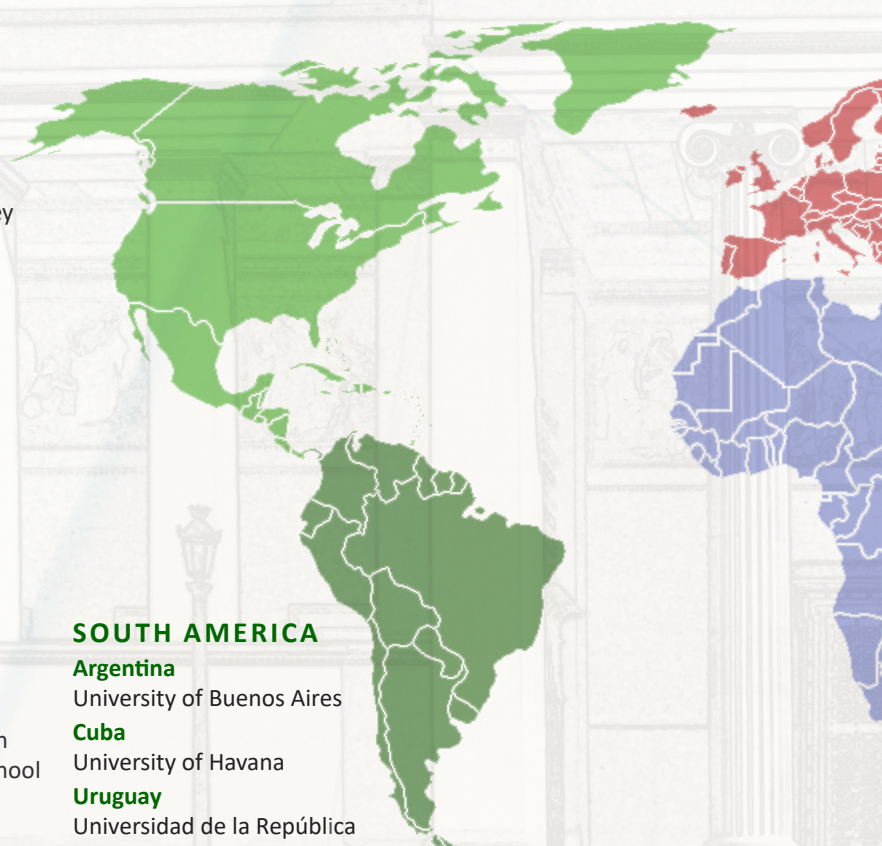 SOUTH AMERICA
Argentina
University of Buenos Aires
Cuba
University of Havana
Uruguay
Universidad de la República